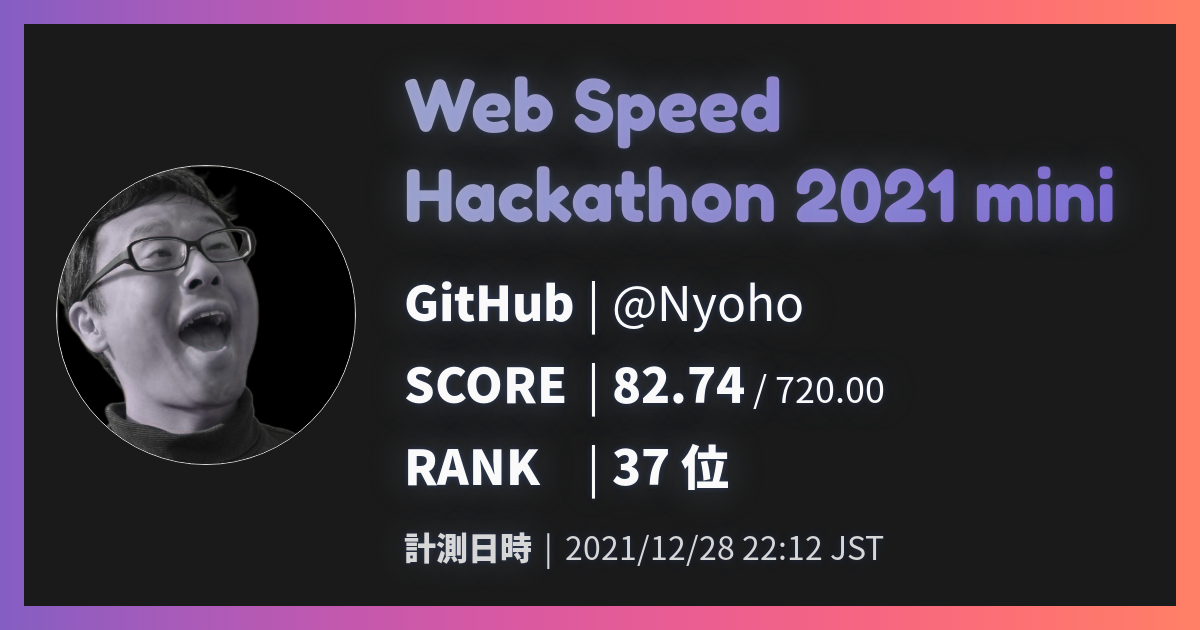 Web Speed
Hackathon 2021 mini
GitHub | @Nyoho
SCORE | 82.74 / 720.00
RANK | 37 位
計測日時 | 2021/12/28 22:12 JST